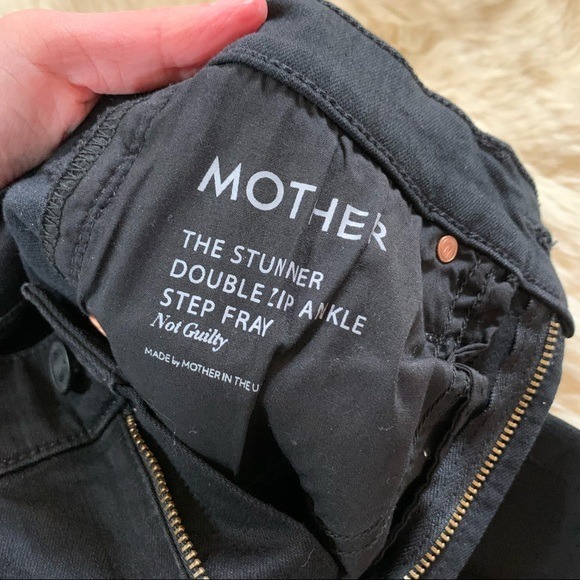 MOTHER
THE STUNNER
DOUBLE ZIP ANKLE
STEP FRAY
Not Guilty
MADE by MOTHER IN THE U